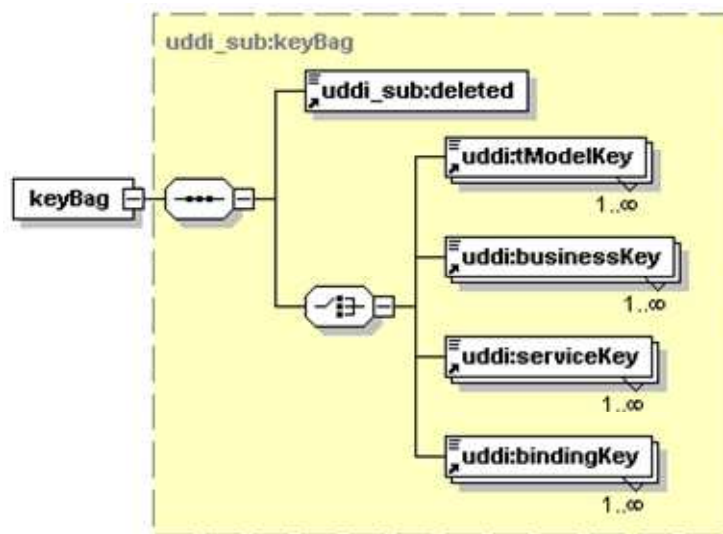 uddi_sub:keyBag
uddi_sub:deleted
keyBag
uddi:tModelKey
1..∞
uddi:businessKey
1..∞
uddi:serviceKey
1..∞
uddi:bindingKey
1..∞